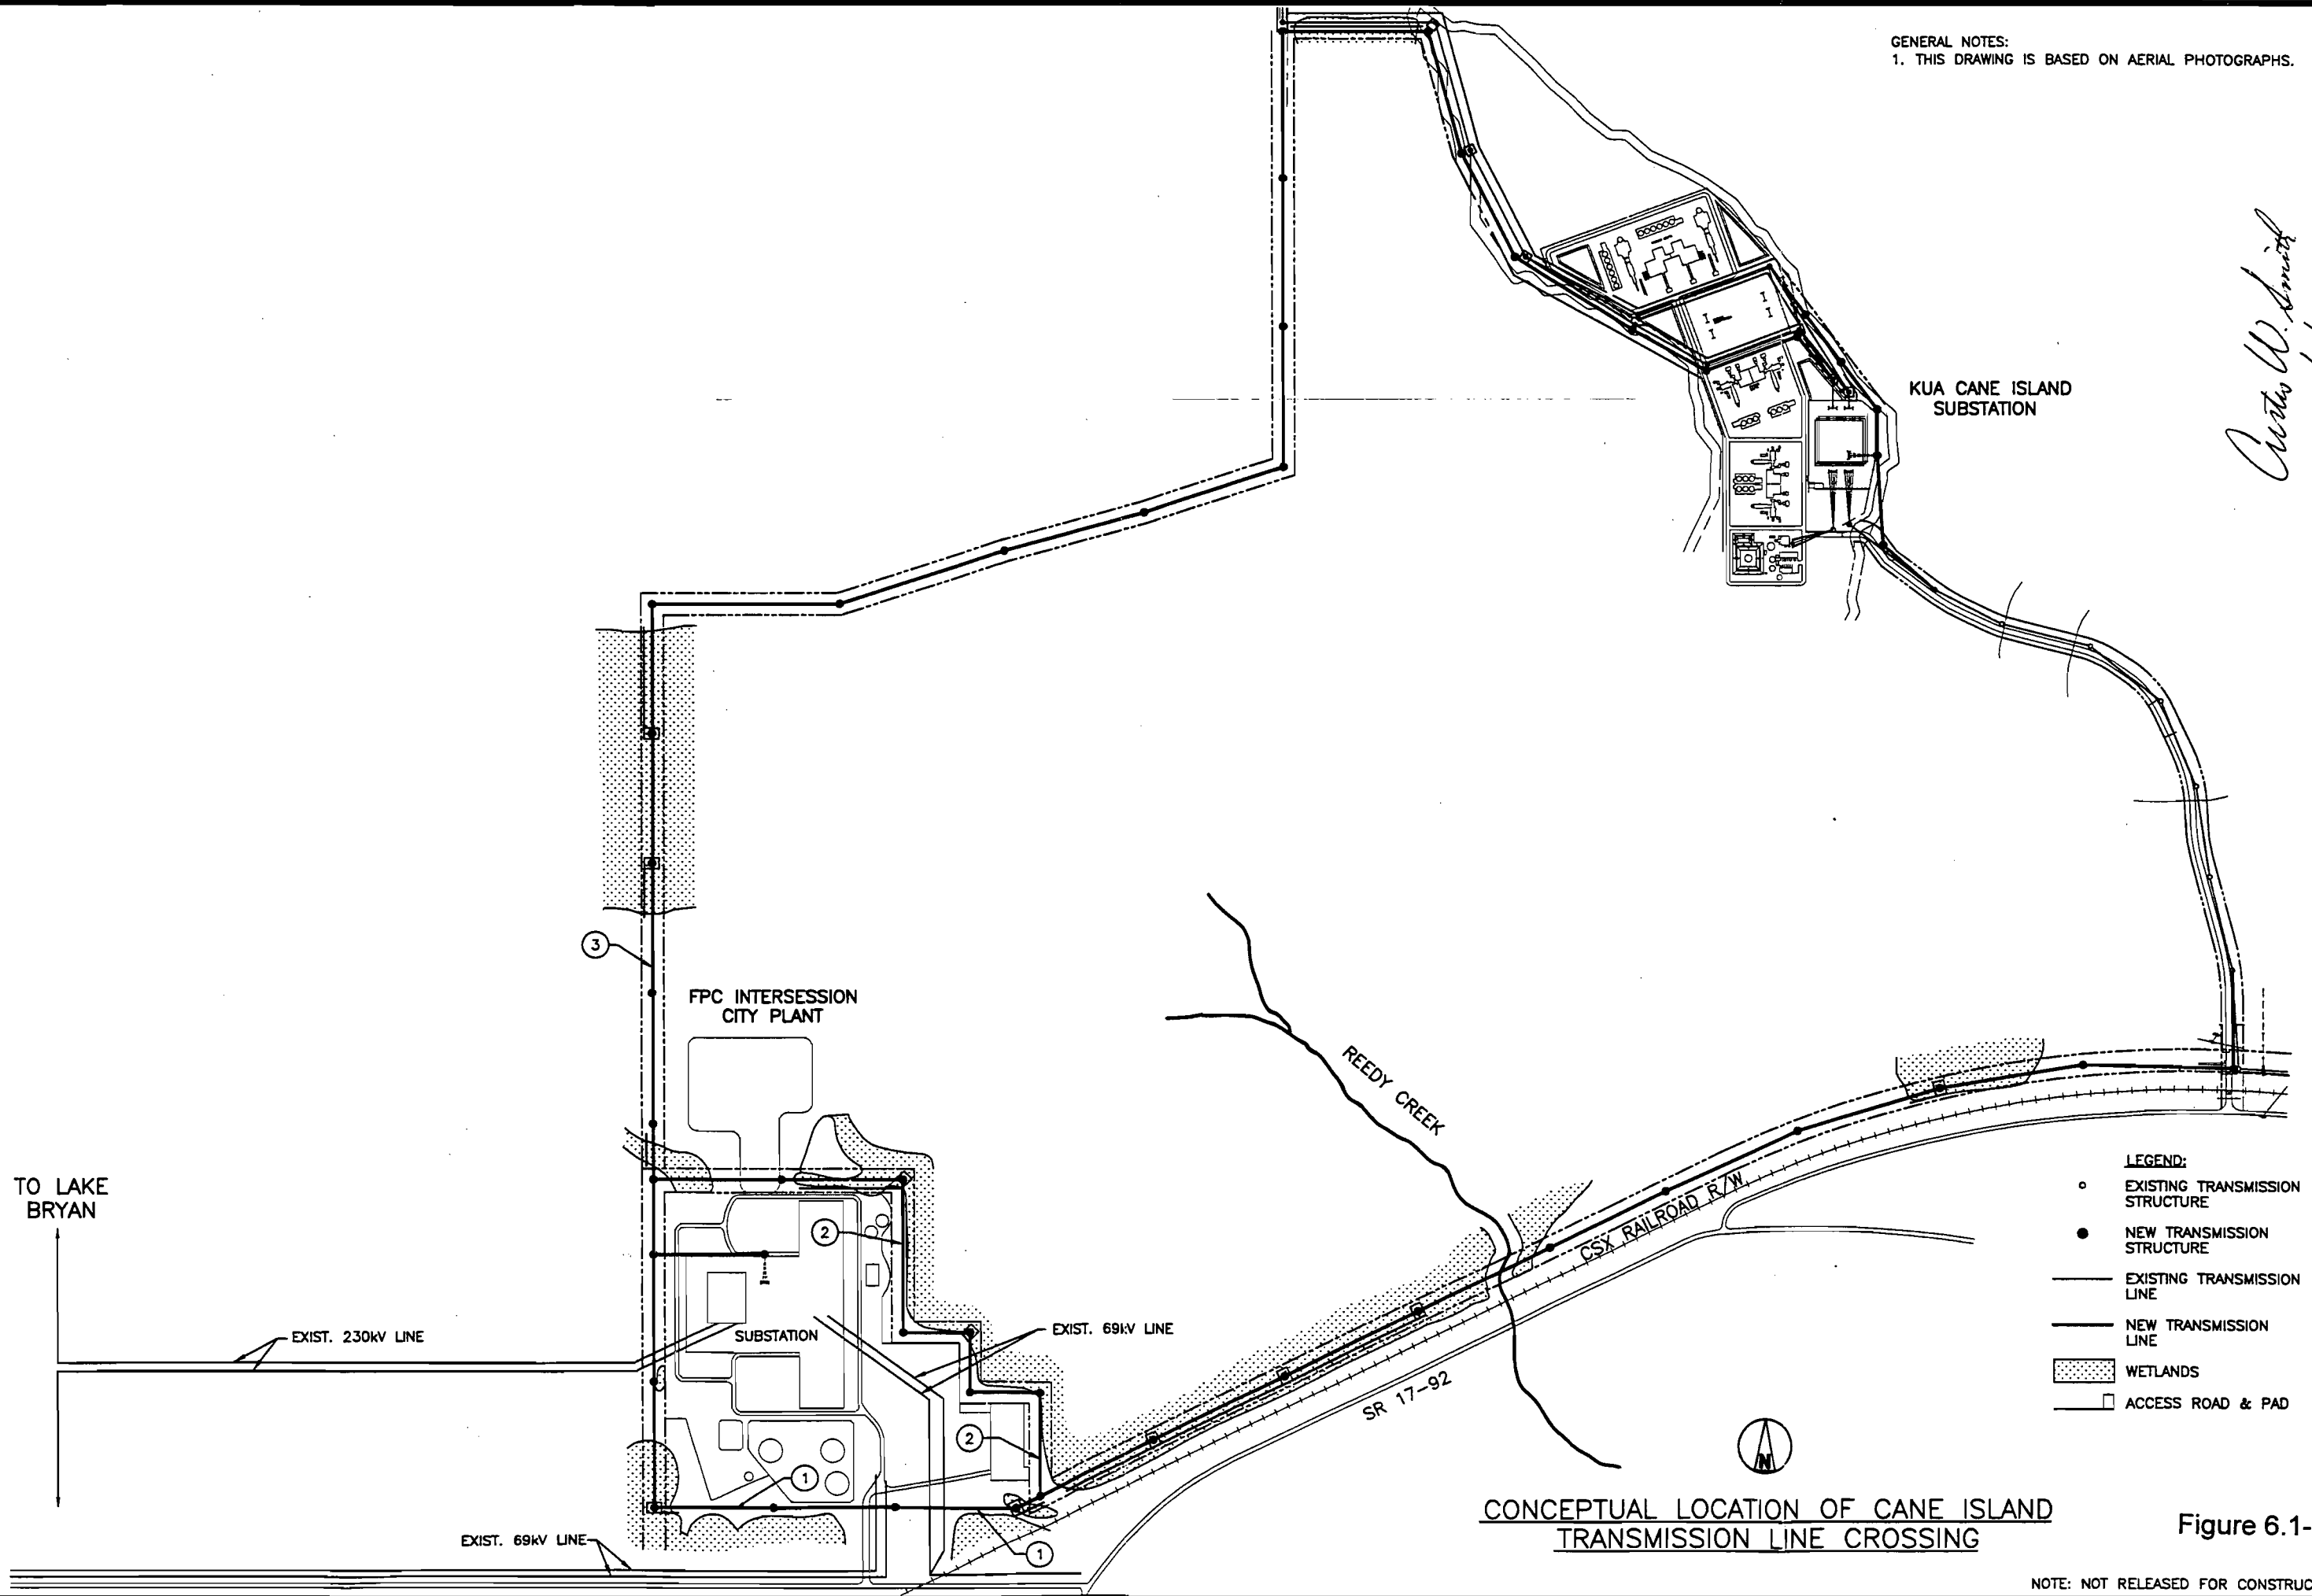 GENERAL NOTES:
1. THIS DRAWING IS BASED ON AERIAL PHOTOGRAPHS.
KUA CANE ISLAND
SUBSTATION
3
FPC INTERSESSION
CITY PLANT
REEDY CREEK
TO LAKE
BRYAN
2
CSX RAILROAD R/W
EXIST. 230kV LINE
SUBSTATION
EXIST. 69kV LINE
SR 17-92
2
1
EXIST. 69kV LINE
1
LEGEND:
EXISTING TRANSMISSION
STRUCTURE
NEW TRANSMISSION
STRUCTURE
EXISTING TRANSMISSION
LINE
NEW TRANSMISSION
LINE
WETLANDS
ACCESS ROAD & PAD
N
CONCEPTUAL LOCATION OF CANE ISLAND
TRANSMISSION LINE CROSSING
Figure 6.1-
NOTE: NOT RELEASED FOR CONSTRUC